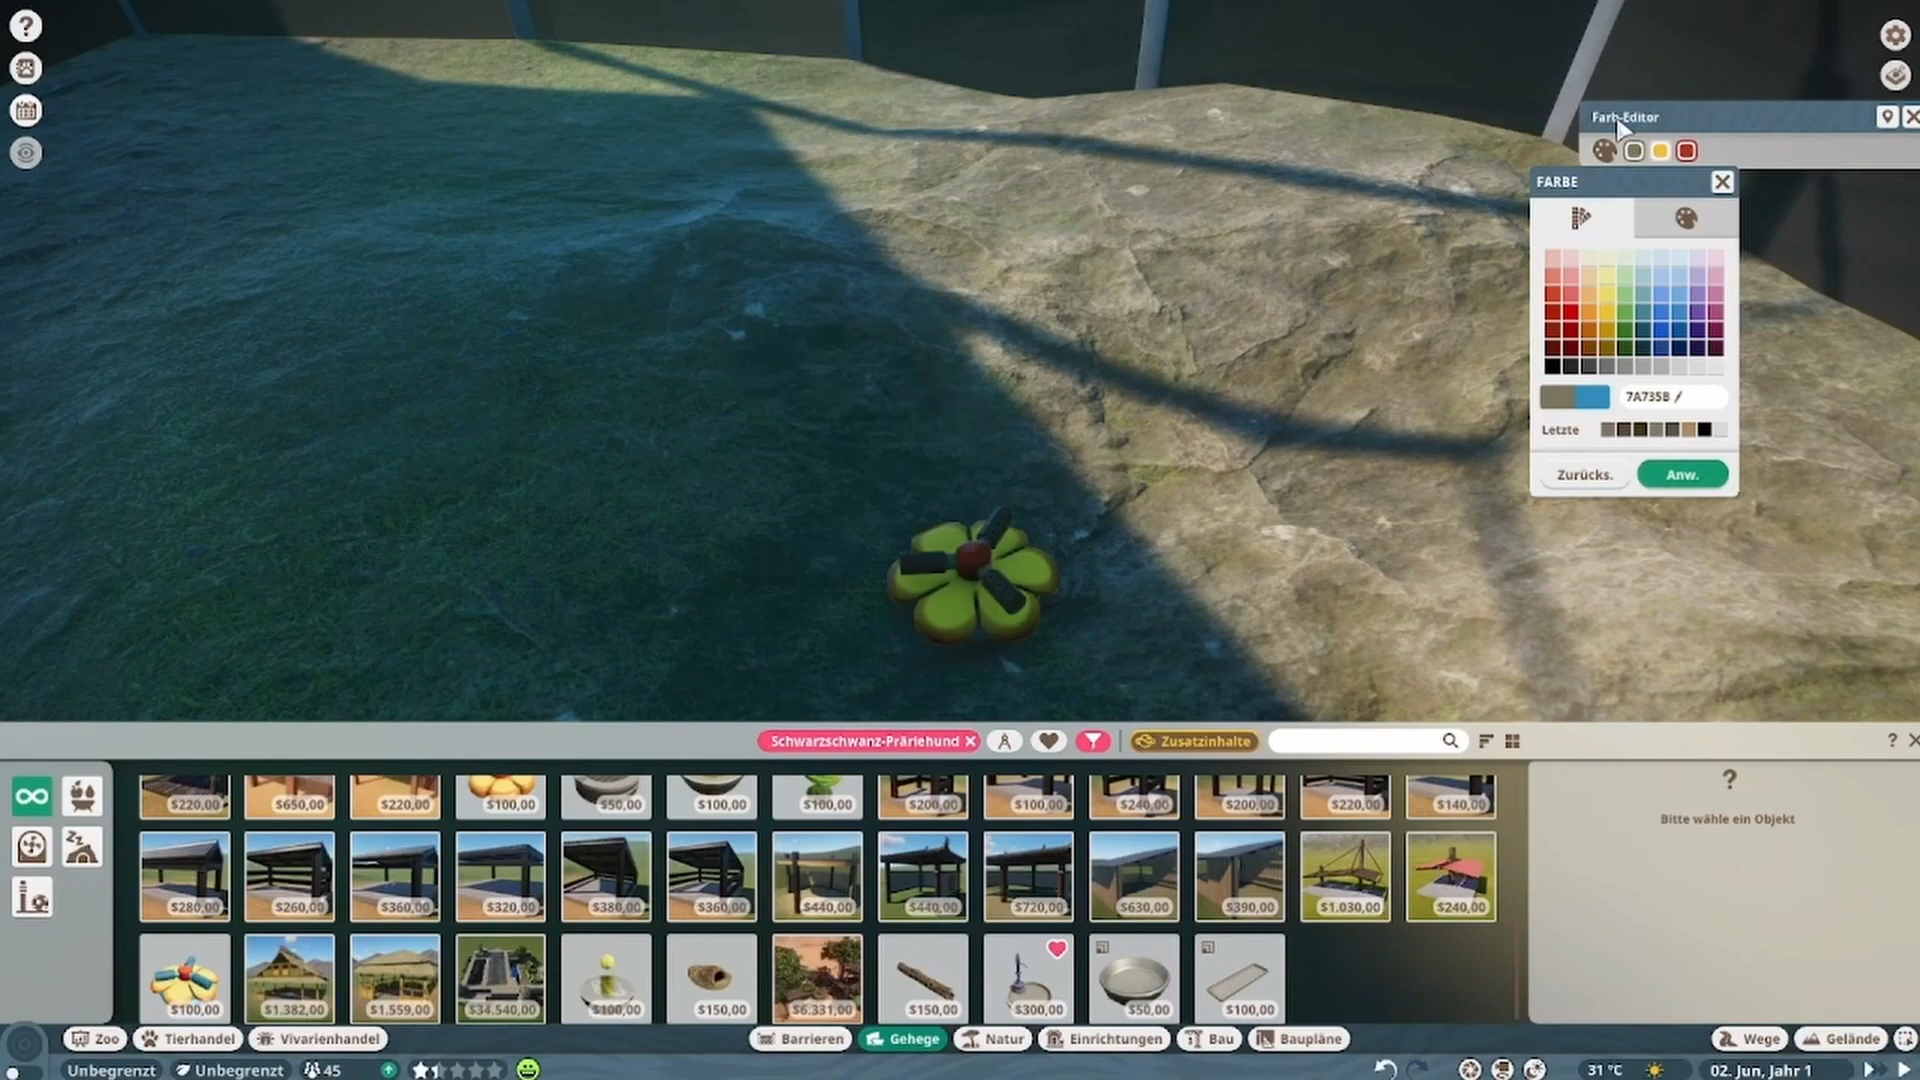 Farb-Editor
FARBE
7A735B
Letzte
Zurücks.
Anw.
Schwarzschwanz-Präriehund
Zusatzinhalte
?
$220,00 $650,00 $220,00 $100,00 $50,00 $100,00 $100,00 $200,00 $100,00 $240,00 $200,00 $220,00 $140,00
$280,00 $260,00 $360,00 $320,00 $380,00 $360,00 $440,00 $440,00 $720,00 $630,00 $390,00 $1.030,00 $240,00
$100,00 $1.382,00 $1.559,00 $34.540,00 $100,00 $150,00 $6.331,00 $150,00 $300,00 $50,00 $100,00
?
Bitte wähle ein Objekt
Zoo Tierhandel Vivarienhandel Barrieren Gehege Natur Einrichtungen Bau Baupläne Wege Gelände
Unbegrenzt Unbegrenzt 45 31 °C 02. Jun, Jahr 1